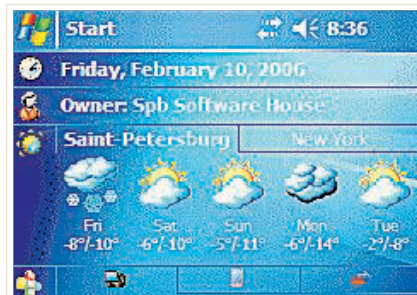 Start 8:36
Friday, February 10, 2006
Owner: Spb Software House
Saint-Petersburg New York
Fri Sat Sun Mon Tue
-8°/-10° -6°/-10° -5°/-11° -6°/-14° -2°/-8°